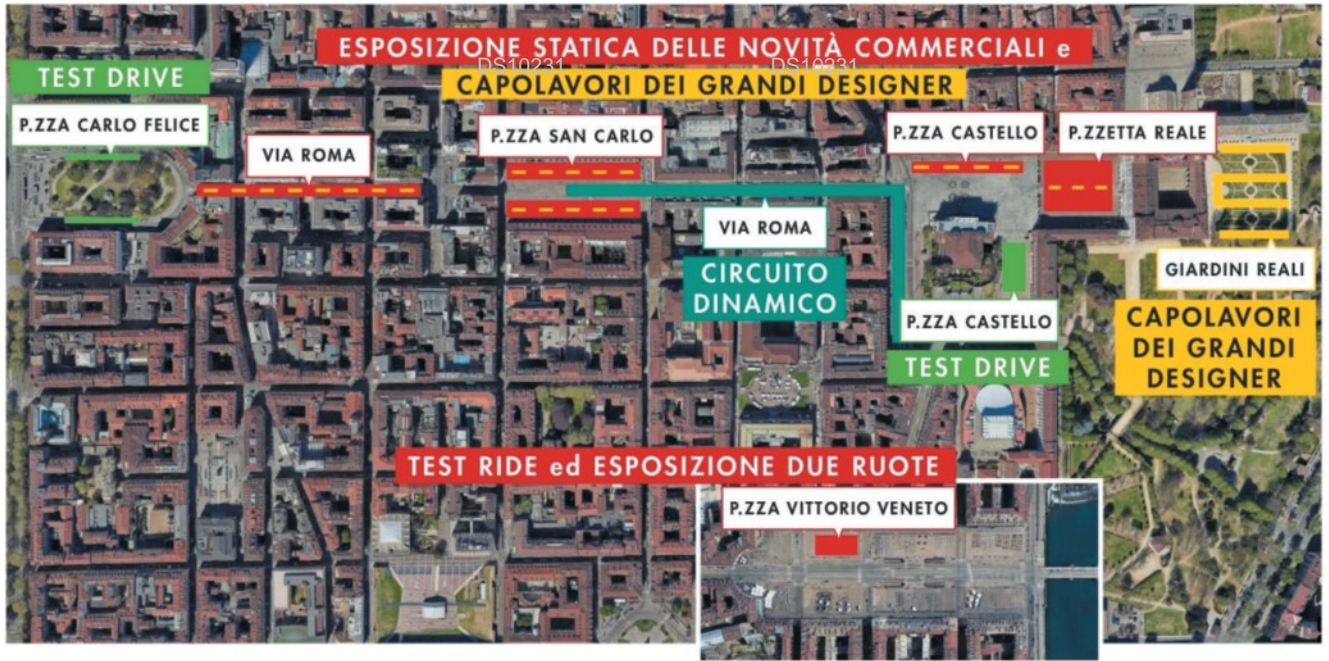 ESPOSIZIONE STATICA DELLE NOVITÀ COMMERCIALI e
DS10231 DS10231
CAPOLAVORI DEI GRANDI DESIGNER
TEST DRIVE
P.ZZA CARLO FELICE
VIA ROMA
P.ZZA SAN CARLO
P.ZZA CASTELLO
P.ZZETTA REALE
VIA ROMA
CIRCUITO
DINAMICO
GIARDINI REALI
P.ZZA CASTELLO
TEST DRIVE
CAPOLAVORI
DEI GRANDI
DESIGNER
TEST RIDE ed ESPOSIZIONE DUE RUOTE
P.ZZA VITTORIO VENETO